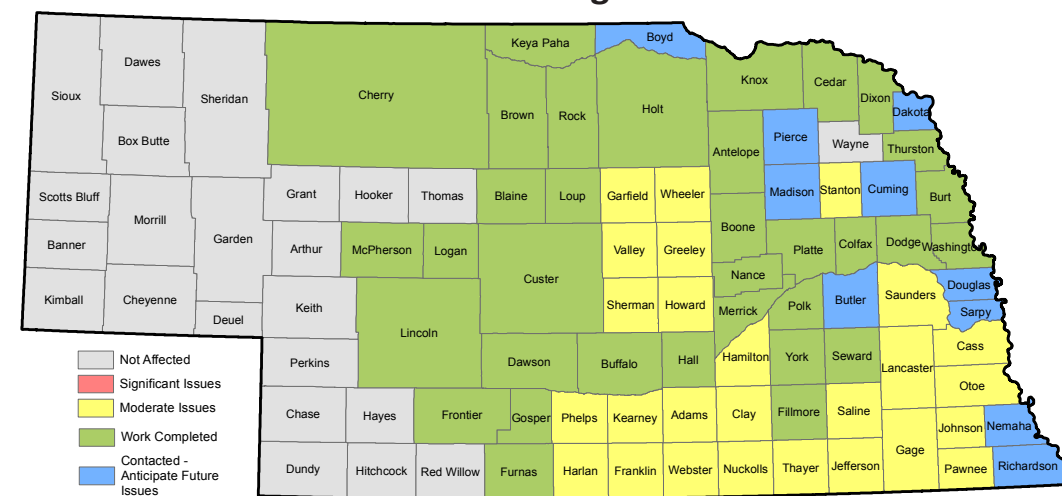 Keya Paha
Boyd
Dawes
Sioux
Sheridan
Cherry
Knox
Cedar
Dixon
Dakota
Brown
Rock
Holt
Box Butte
Antelope
Pierce
Wayne
Thurston
Scotts Bluff
Grant
Hooker
Thomas
Blaine
Loup
Garfield
Wheeler
Madison
Stanton
Cuming
Burt
Morrill
Banner
Garden
Arthur
McPherson
Logan
Custer
Valley
Greeley
Boone
Platte
Colfax
Dodge
Washington
Nance
Kimball
Cheyenne
Deuel
Keith
Lincoln
Sherman
Howard
Merrick
Polk
Butler
Saunders
Douglas
Sarpy
Perkins
Dawson
Buffalo
Hall
Hamilton
York
Seward
Lancaster
Cass
Otoe
Chase
Hayes
Frontier
Gosper
Phelps
Kearney
Adams
Clay
Fillmore
Saline
Johnson
Nemaha
Dundy
Hitchcock
Red Willow
Furnas
Harlan
Franklin
Webster
Nuckolls
Thayer
Jefferson
Gage
Pawnee
Richardson
Not Affected
Significant Issues
Moderate Issues
Work Completed
Contacted -
Anticipate Future
Issues